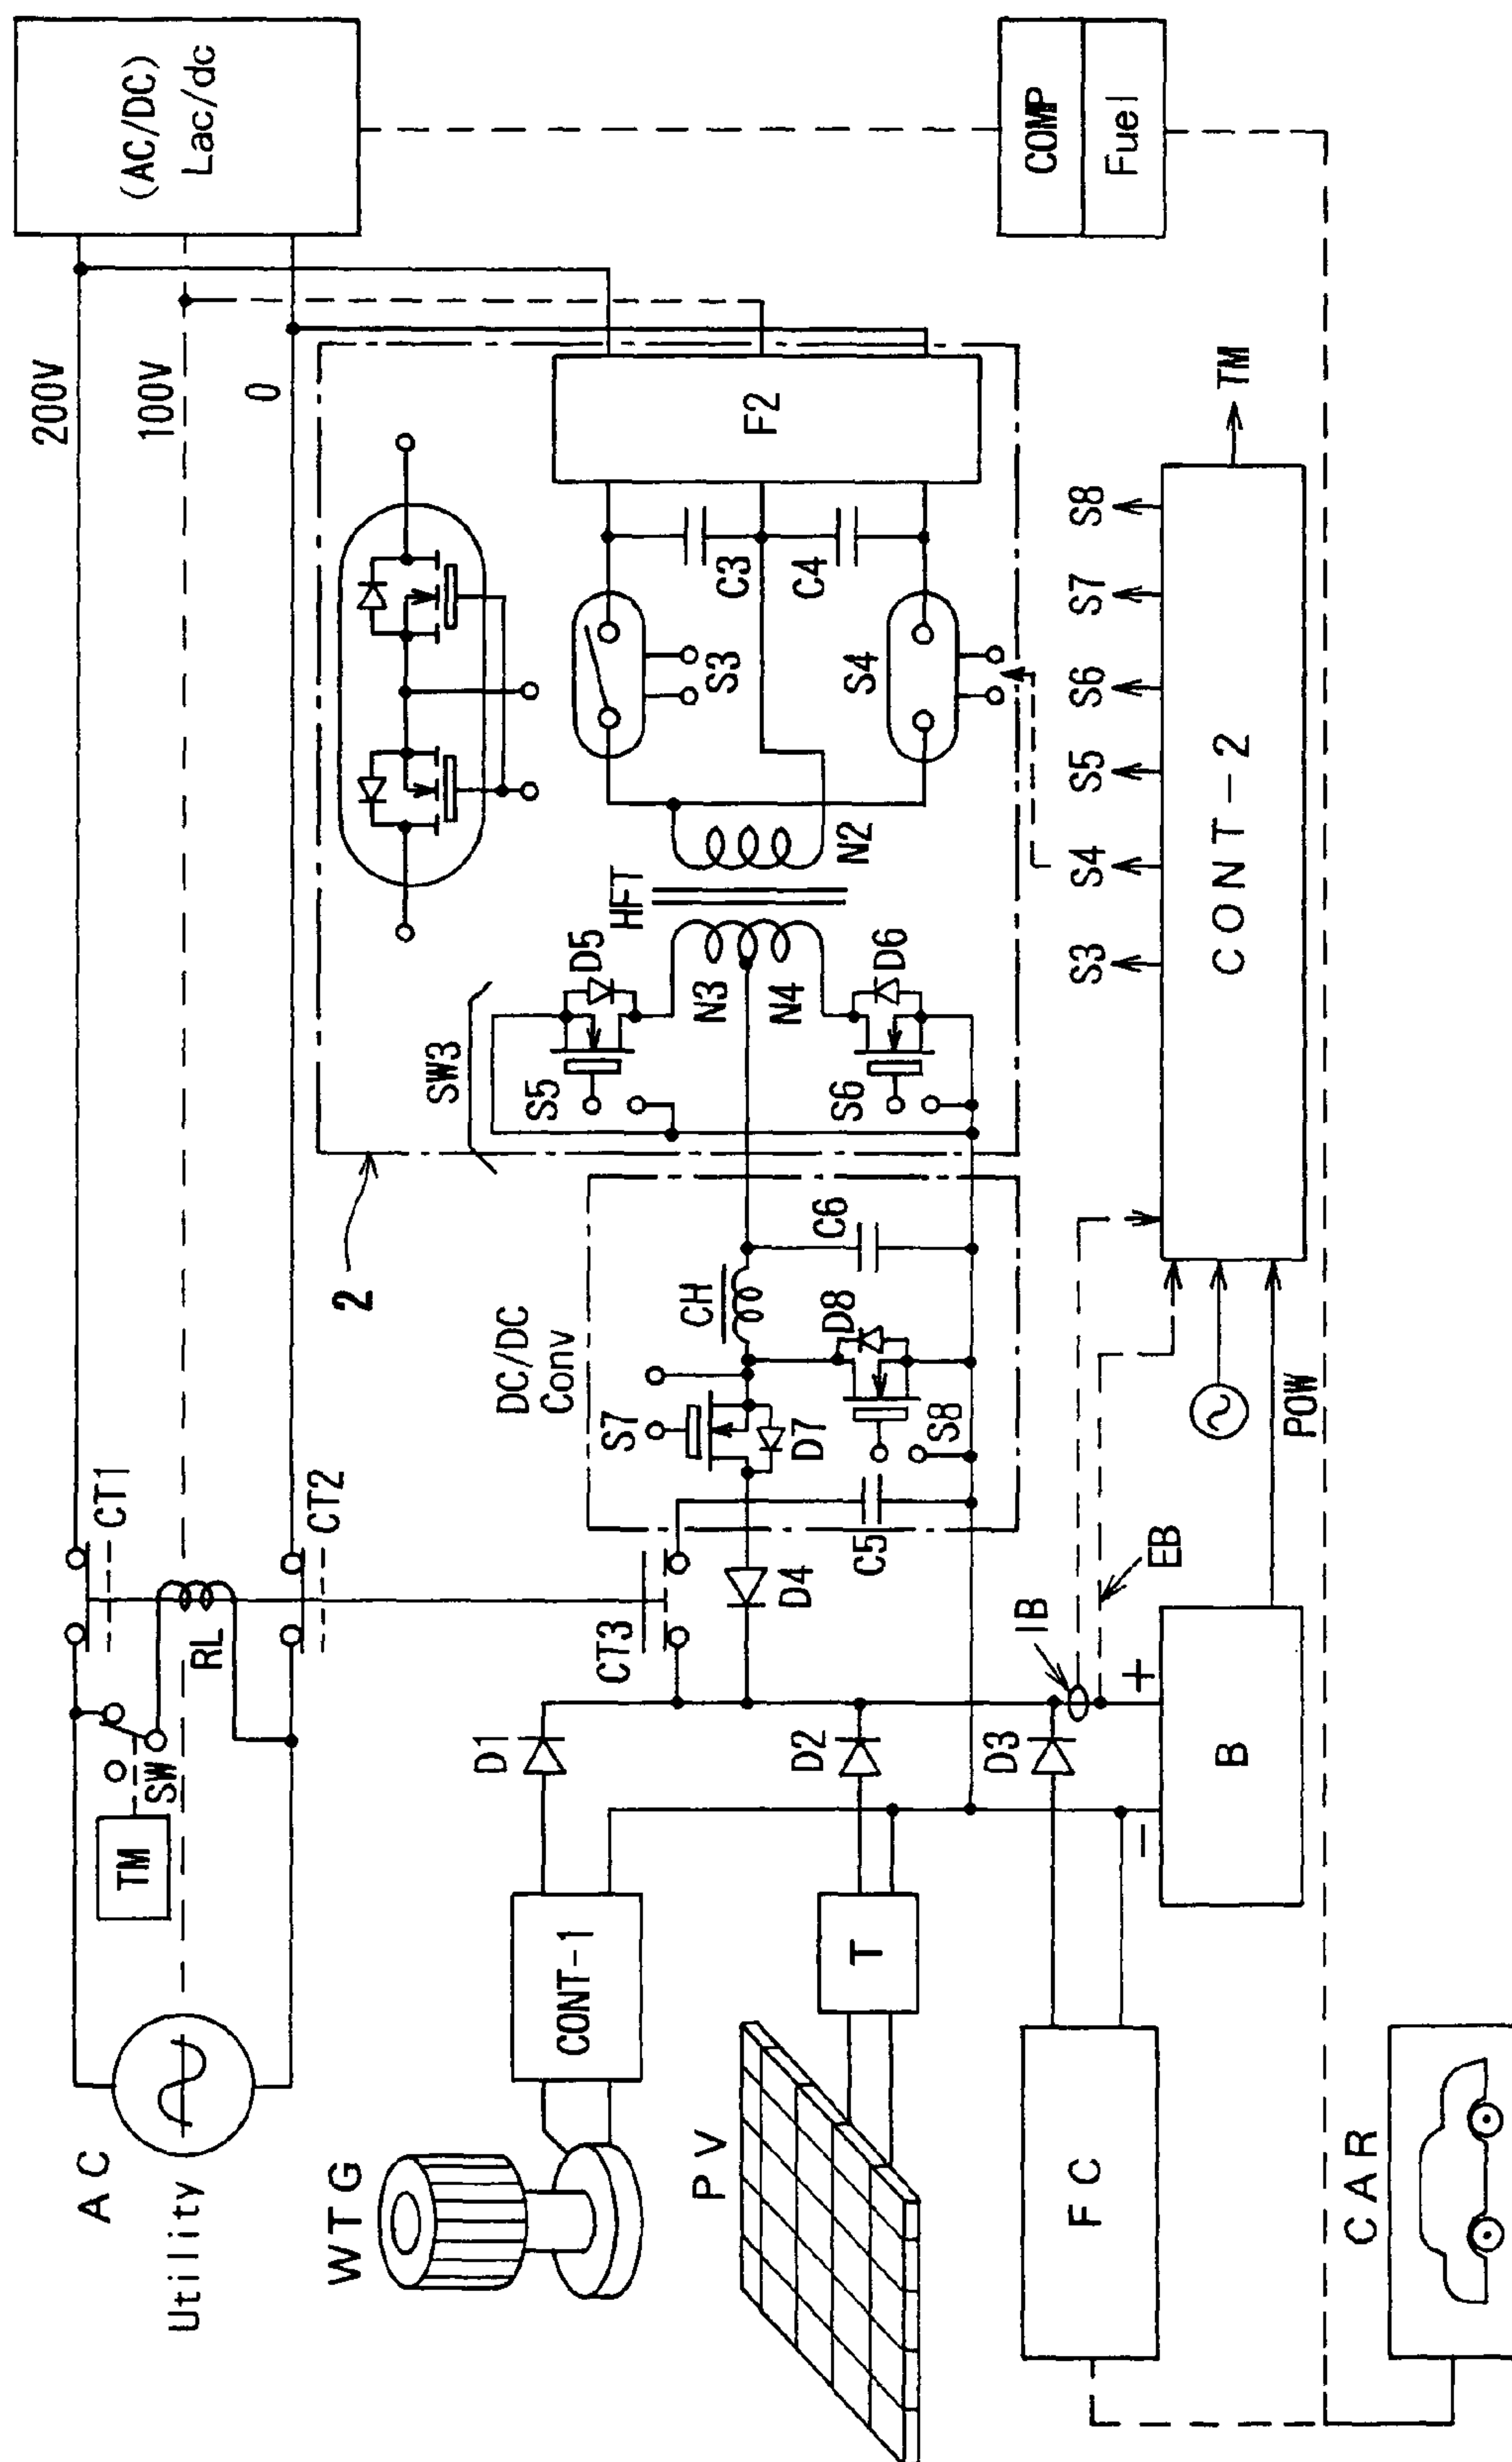 AC
Utility
TM
SW
RL
CT1
CT2
200V
100V
0
(AC/DC)
Lac/dc
WTG
CONT-1
D1
CT3
D4
DC/DC
Conv
S7
D7
CH
D8
S8
C5
C6
2
SW3
S5
D5
S6
D6
N3
N4
HFT
N2
S3
S4
C3
C4
F2
PV
T
D2
D3
IB
EB
FC
B
+
−
POW
CONT-2
S3
S4
S5
S6
S7
S8
TM
COMP
Fuel
CAR